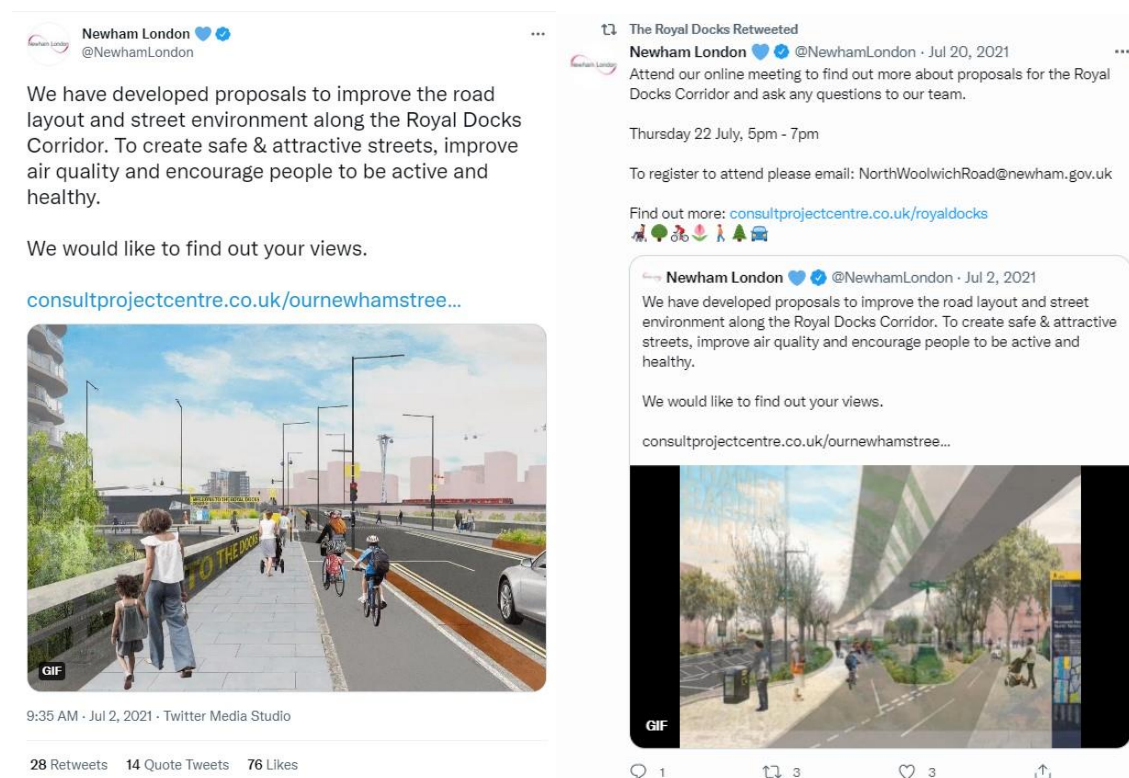 Newham London
@NewhamLondon
We have developed proposals to improve the road
layout and street environment along the Royal Docks
Corridor. To create safe & attractive streets, improve
air quality and encourage people to be active and
healthy.
We would like to find out your views.
consultprojectcentre.co.uk/ournewhamstree...
TO THE DOCKS
GIF
9:35 AM · Jul 2, 2021 · Twitter Media Studio
28 Retweets 14 Quote Tweets 76 Likes
The Royal Docks Retweeted
Newham London @NewhamLondon · Jul 20, 2021
Attend our online meeting to find out more about proposals for the Royal
Docks Corridor and ask any questions to our team.
Thursday 22 July, 5pm - 7pm
To register to attend please email: NorthWoolwichRoad@newham.gov.uk
Find out more: consultprojectcentre.co.uk/royaldocks
Newham London @NewhamLondon · Jul 2, 2021
We have developed proposals to improve the road layout and street
environment along the Royal Docks Corridor. To create safe & attractive
streets, improve air quality and encourage people to be active and
healthy.
We would like to find out your views.
consultprojectcentre.co.uk/ournewhamstree...
GIF
1 3 3